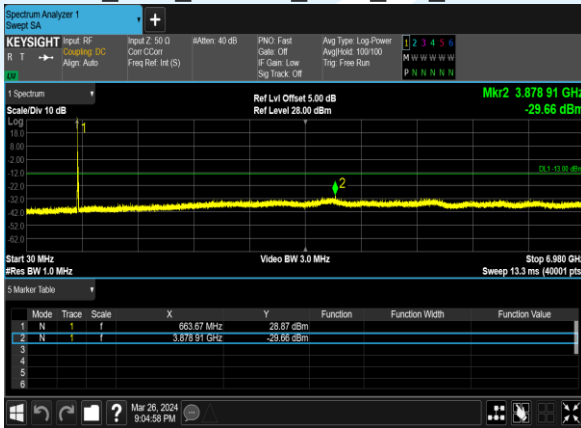 Spectrum Analyzer 1
Swept SA
+
KEYSIGHT
R T
Input: RF
Coupling: DC
Align: Auto
Input Z: 50 Ω
Corr CCorr
Freq Ref: Int (S)
#Atten: 40 dB
PNO: Fast
Gate: Off
IF Gain: Low
Sig Track: Off
Avg Type: Log-Power
Avg|Hold: 100/100
Trig: Free Run
1 2 3 4 5 6
M W W W W W
P N N N N N
1 Spectrum
Scale/Div 10 dB
Ref Lvl Offset 5.00 dB
Ref Level 28.00 dBm
Mkr2 3.878 91 GHz
-29.66 dBm
Log
18.0
8.00
-2.00
-12.0
-22.0
-32.0
-42.0
-52.0
-62.0
1
2
DL1 -13.00 dBm
Start 30 MHz
#Res BW 1.0 MHz
Video BW 3.0 MHz
Stop 6.980 GHz
Sweep 13.3 ms (40001 pts)
5 Marker Table
Mode Trace Scale X Y Function Function Width Function Value
1 N 1 f 663.67 MHz 28.87 dBm
2 N 1 f 3.878 91 GHz -29.66 dBm
3
4
5
6
?
Mar 26, 2024
9:04:58 PM